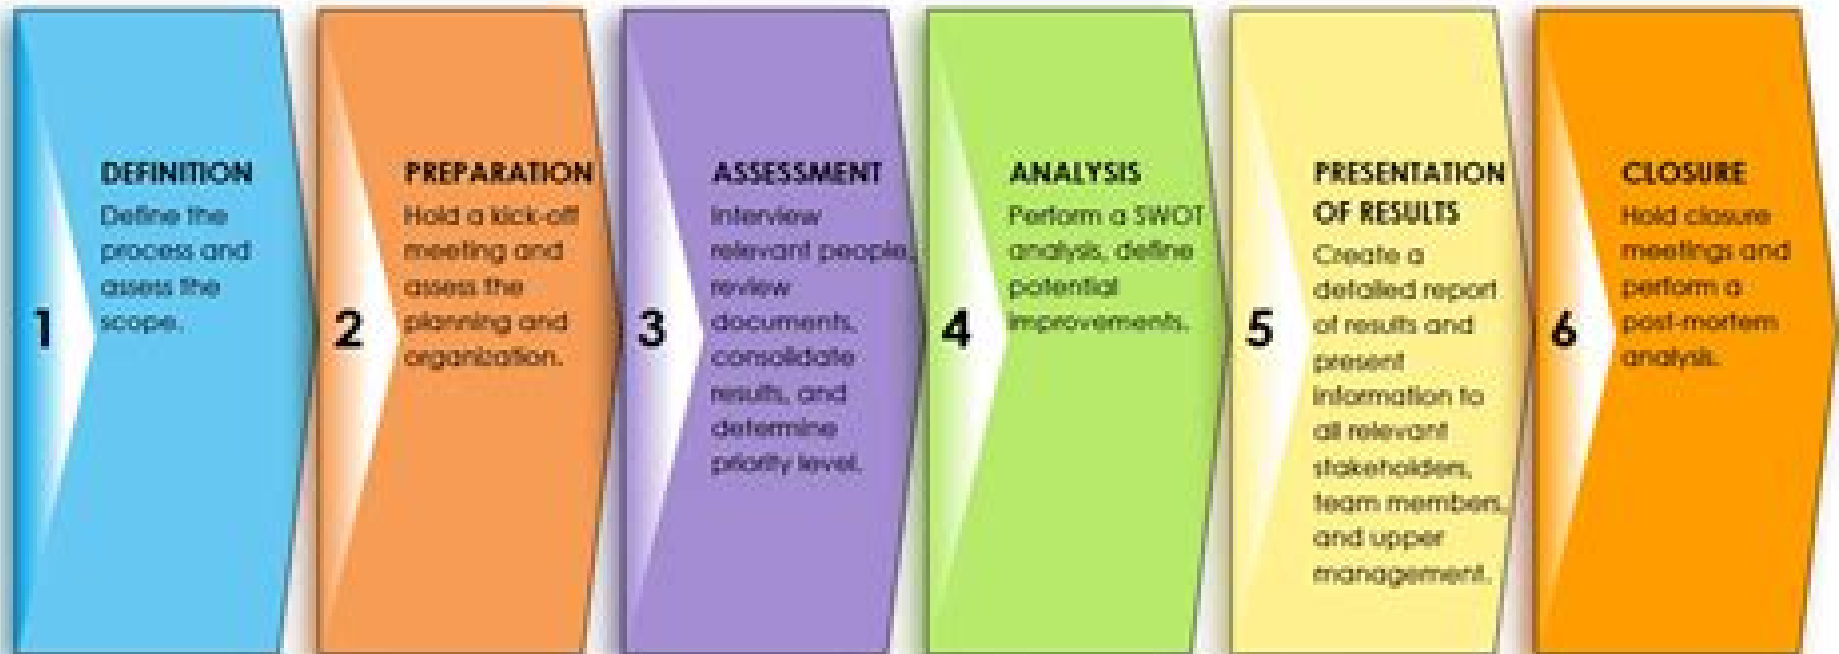 1
DEFINITION
Define the
process and
assess the
scope.
2
PREPARATION
Hold a kick-off
meeting and
assess the
planning and
organization.
3
ASSESSMENT
Interview
relevant people,
review
documents,
consolidate
results, and
determine
priority level.
4
ANALYSIS
Perform a SWOT
analysis, define
potential
improvements.
5
PRESENTATION
OF RESULTS
Create a
detailed report
of results and
present
information to
all relevant
stakeholders,
team members,
and upper
management.
6
CLOSURE
Hold closure
meetings and
perform a
post-mortem
analysis.